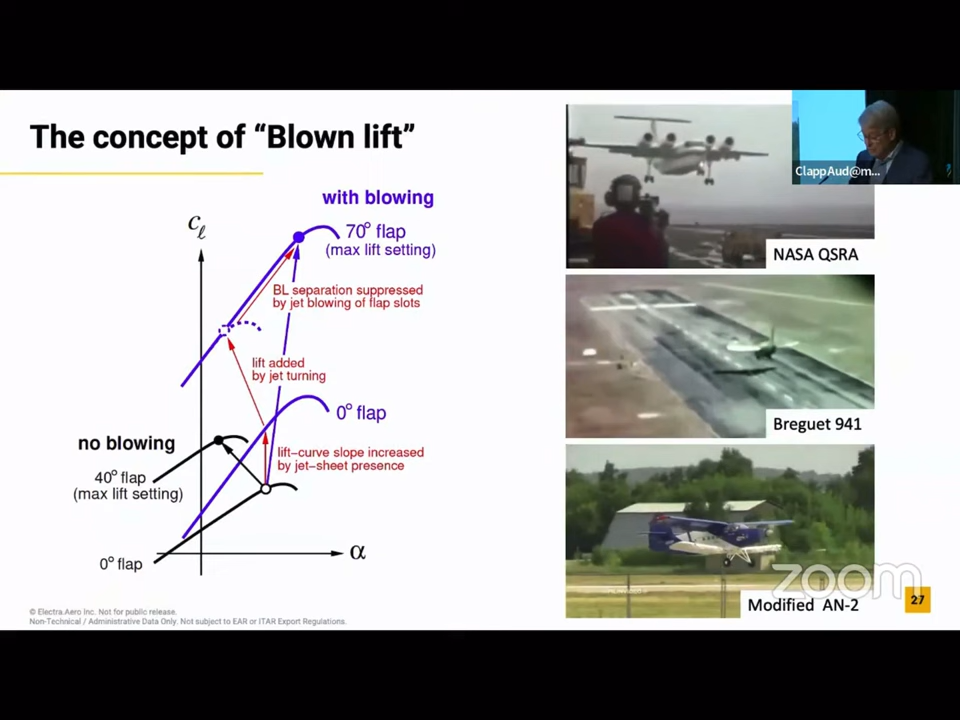 The concept of “Blown lift”
cℓ
with blowing
70° flap
(max lift setting)
BL separation suppressed
by jet blowing of flap slots
lift added
by jet turning
0° flap
no blowing
lift-curve slope increased
by jet-sheet presence
40° flap
(max lift setting)
α
0° flap
© Electra.Aero Inc. Not for public release.
Non-Technical / Administrative Data Only. Not subject to EAR or ITAR Export Regulations.
ClappAud@m...
NASA QSRA
Breguet 941
Modified AN-2
zoom
27